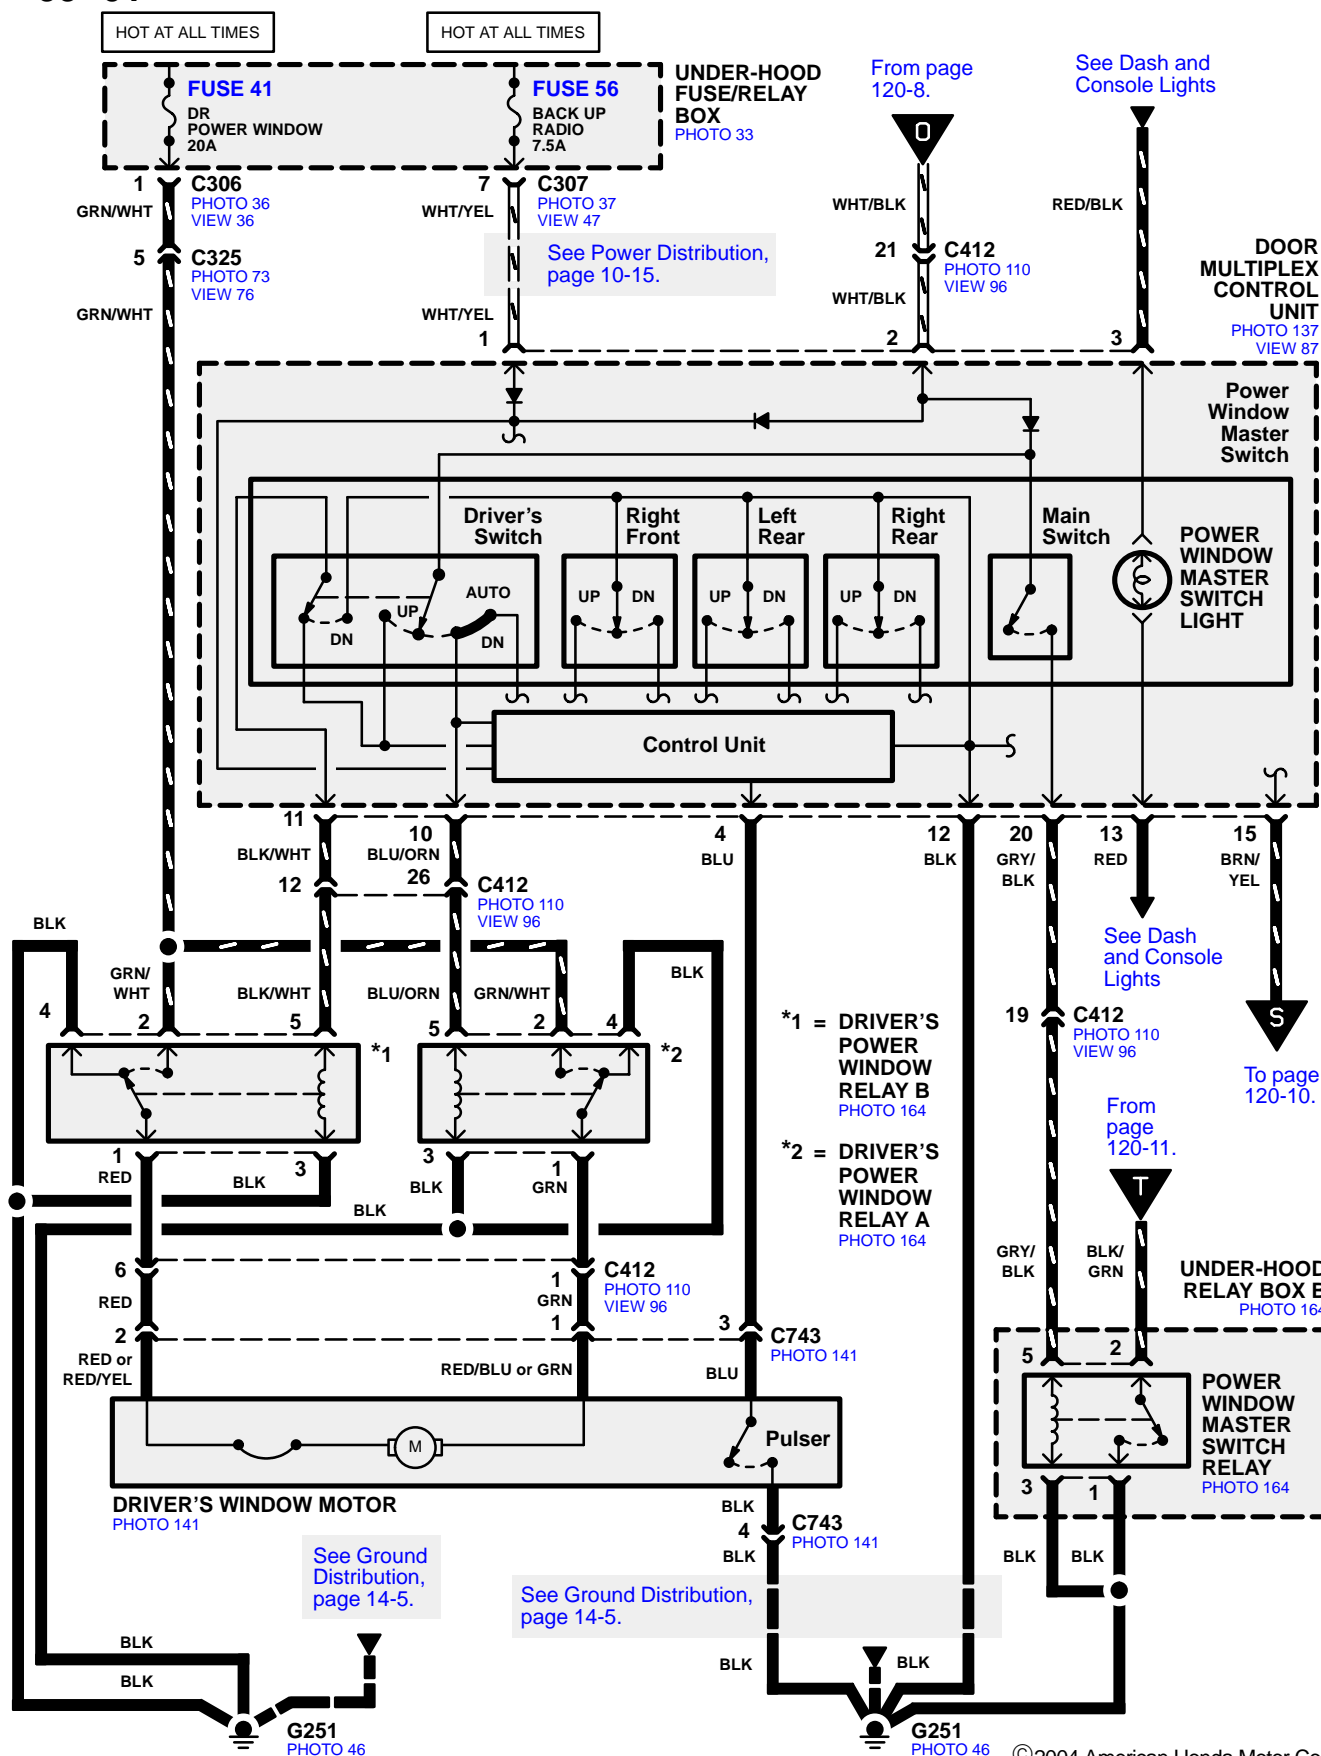 HOT AT ALL TIMES
HOT AT ALL TIMES
FUSE 41
DR
POWER WINDOW
20A
FUSE 56
BACK UP
RADIO
7.5A
UNDER-HOOD
FUSE/RELAY
BOX
PHOTO 33
From page
120-8.
O
See Dash and
Console Lights
1
C306
PHOTO 36
VIEW 36
GRN/WHT
7
C307
PHOTO 37
VIEW 47
WHT/YEL
WHT/BLK
RED/BLK
5
C325
PHOTO 73
VIEW 76
GRN/WHT
See Power Distribution,
page 10-15.
21
C412
PHOTO 110
VIEW 96
WHT/BLK
WHT/YEL
1
2
3
DOOR
MULTIPLEX
CONTROL
UNIT
PHOTO 137
VIEW 87
Power
Window
Master
Switch
Driver's
Switch
Right
Front
Left
Rear
Right
Rear
Main
Switch
POWER
WINDOW
MASTER
SWITCH
LIGHT
DN
UP
AUTO
DN
UP
DN
UP
DN
UP
DN
Control Unit
11
10
4
12
20
13
15
BLK/WHT
BLU/ORN
BLU
BLK
GRY/
BLK
RED
BRN/
YEL
12
26
C412
PHOTO 110
VIEW 96
BLK
See Dash
and Console
Lights
GRN/
WHT
BLK/WHT
BLU/ORN
GRN/WHT
BLK
4
2
5
5
2
4
*1
*2
*1 = DRIVER'S
POWER
WINDOW
RELAY B
PHOTO 164
19
C412
PHOTO 110
VIEW 96
S
To page
120-10.
From
page
120-11.
T
*2 = DRIVER'S
POWER
WINDOW
RELAY A
PHOTO 164
1
3
3
1
RED
BLK
BLK
GRN
BLK
6
1
C412
PHOTO 110
VIEW 96
RED
GRN
GRY/
BLK
BLK/
GRN
UNDER-HOOD
RELAY BOX B
PHOTO 164
2
1
3
C743
PHOTO 141
RED or
RED/YEL
RED/BLU or GRN
BLU
5
2
POWER
WINDOW
MASTER
SWITCH
RELAY
PHOTO 164
M
Pulser
3
1
DRIVER'S WINDOW MOTOR
PHOTO 141
BLK
4
C743
PHOTO 141
BLK
BLK
BLK
See Ground
Distribution,
page 14-5.
See Ground Distribution,
page 14-5.
BLK
BLK
BLK
BLK
G251
PHOTO 46
G251
PHOTO 46
©2004 American Honda Motor Co